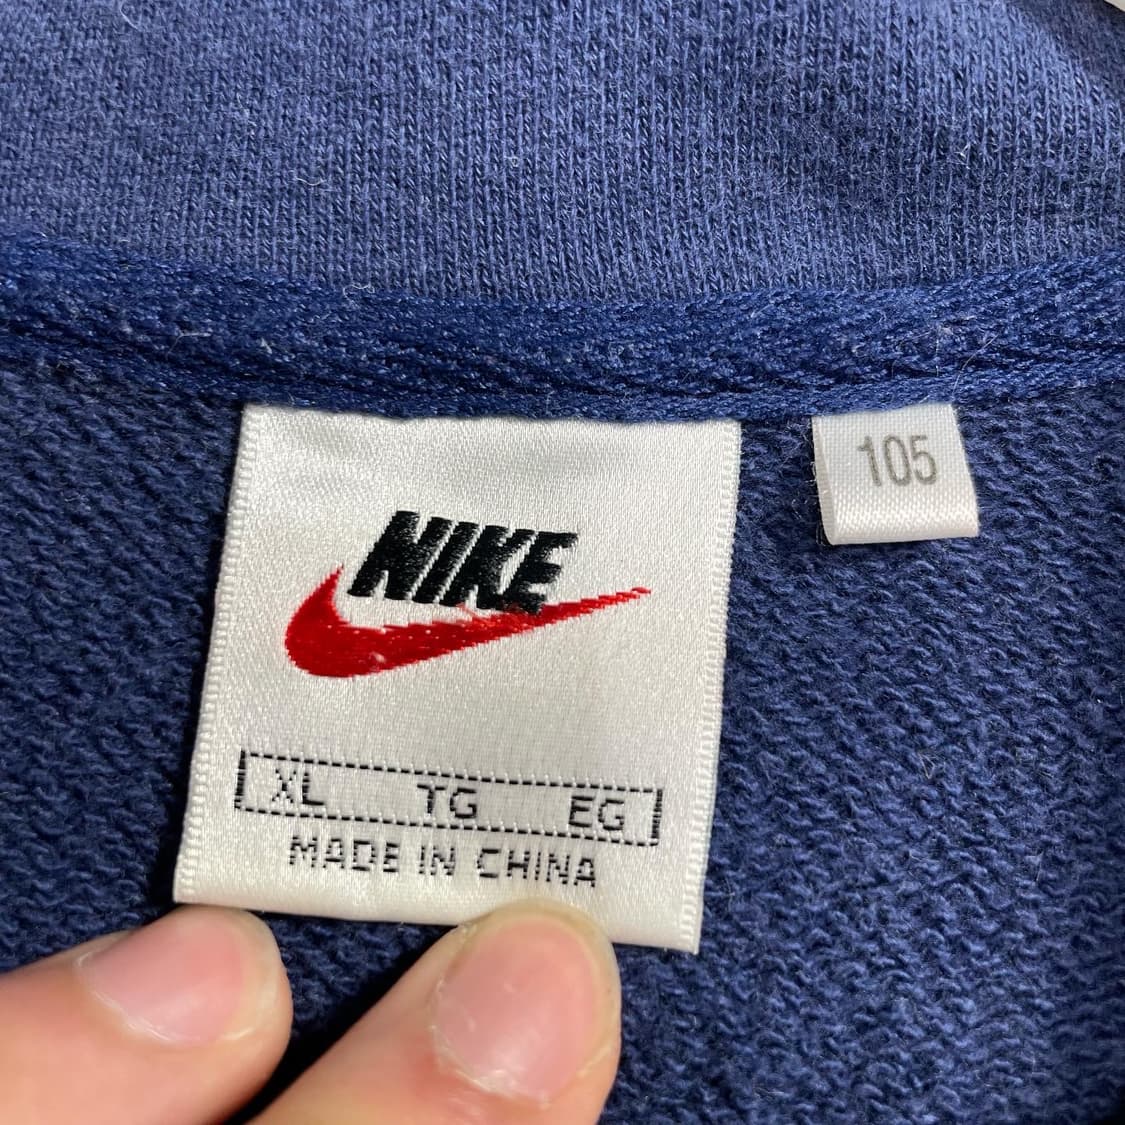 NIKE
XL TG EG
MADE IN CHINA
105